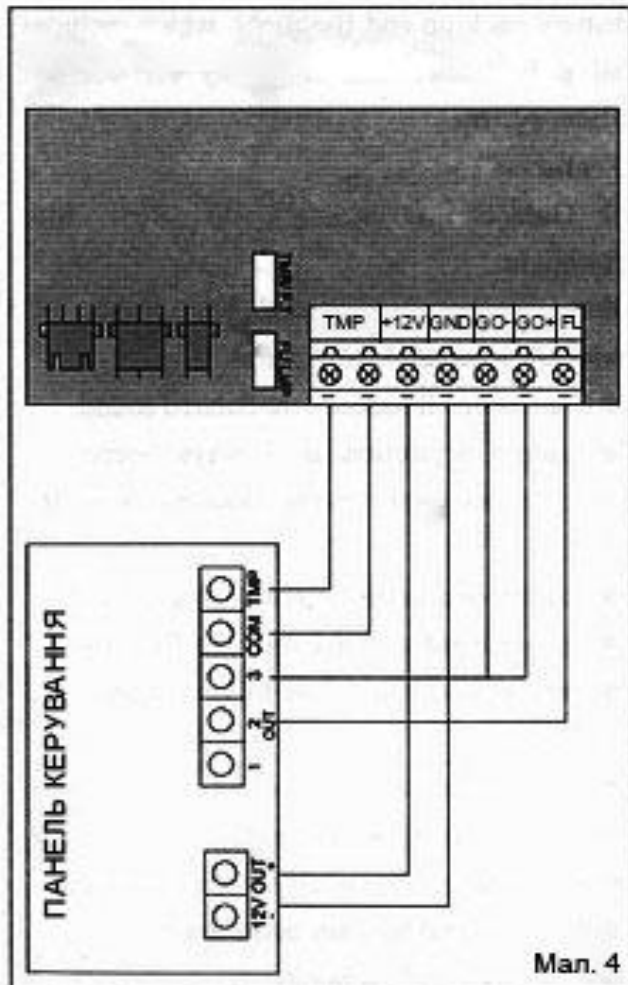 TMP +12V GND GO- GO+ FL
TMP
COM
3
2
OUT
1
12V OUT
+
-
ПАНЕЛЬ КЕРУВАННЯ
Мал. 4